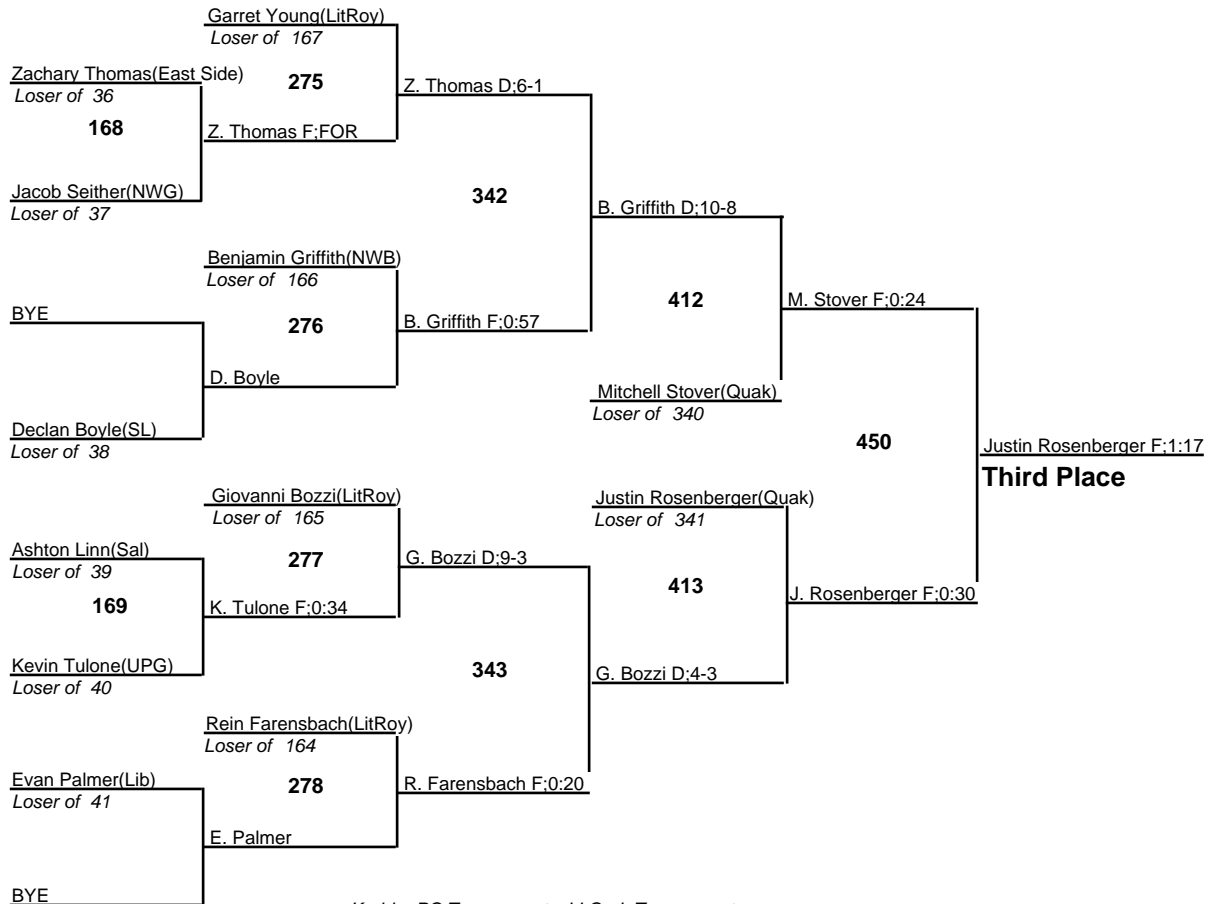 Garret Young(LitRoy)
Loser of 167
Zachary Thomas(East Side)
Loser of 36
275
Z. Thomas D;6-1
168
Z. Thomas F;FOR
Jacob Seither(NWG)
Loser of 37
342
B. Griffith D;10-8
Benjamin Griffith(NWB)
Loser of 166
BYE
276
B. Griffith F;0:57
412
M. Stover F;0:24
D. Boyle
Mitchell Stover(Quak)
Loser of 340
Declan Boyle(SL)
Loser of 38
450
Justin Rosenberger F;1:17
Third Place
Giovanni Bozzi(LitRoy)
Loser of 165
Justin Rosenberger(Quak)
Loser of 341
Ashton Linn(Sal)
Loser of 39
277
G. Bozzi D;9-3
169
K. Tulone F;0:34
413
J. Rosenberger F;0:30
Kevin Tulone(UPG)
Loser of 40
343
G. Bozzi D;4-3
Rein Farensbach(LitRoy)
Loser of 164
Evan Palmer(Lib)
Loser of 41
278
R. Farensbach F;0:20
E. Palmer
BYE